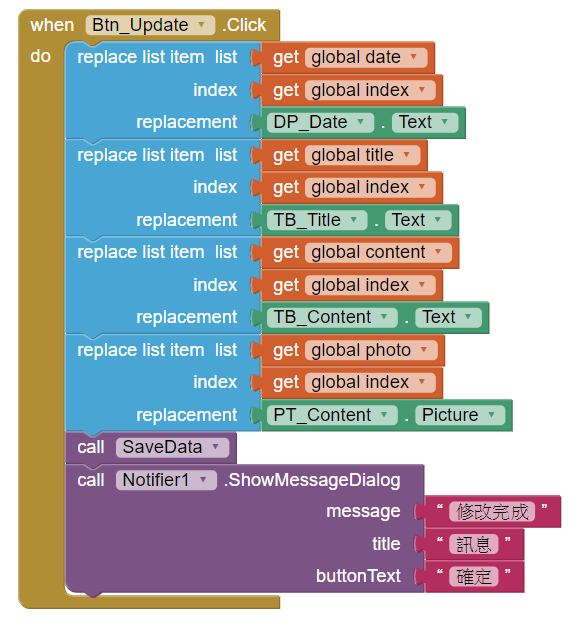 when Btn_Update .Click
do replace list item list get global date
index get global index
replacement DP_Date . Text
replace list item list get global title
index get global index
replacement TB_Title . Text
replace list item list get global content
index get global index
replacement TB_Content . Text
replace list item list get global photo
index get global index
replacement PT_Content . Picture
call SaveData
call Notifier1 .ShowMessageDialog
message “ 修改完成 ”
title “ 訊息 ”
buttonText “ 確定 ”